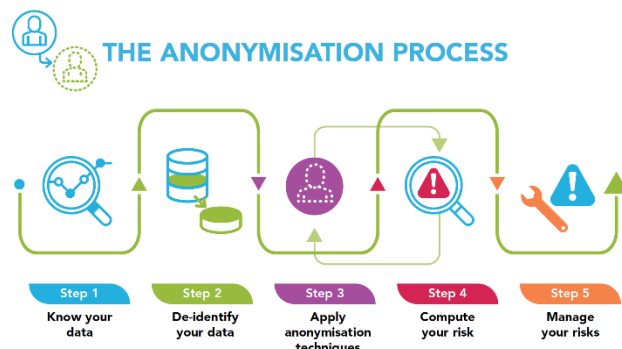 THE ANONYMISATION PROCESS
Step 1
Know your
data
Step 2
De-identify
your data
Step 3
Apply
anonymisation
techniques
Step 4
Compute
your risk
Step 5
Manage
your risks